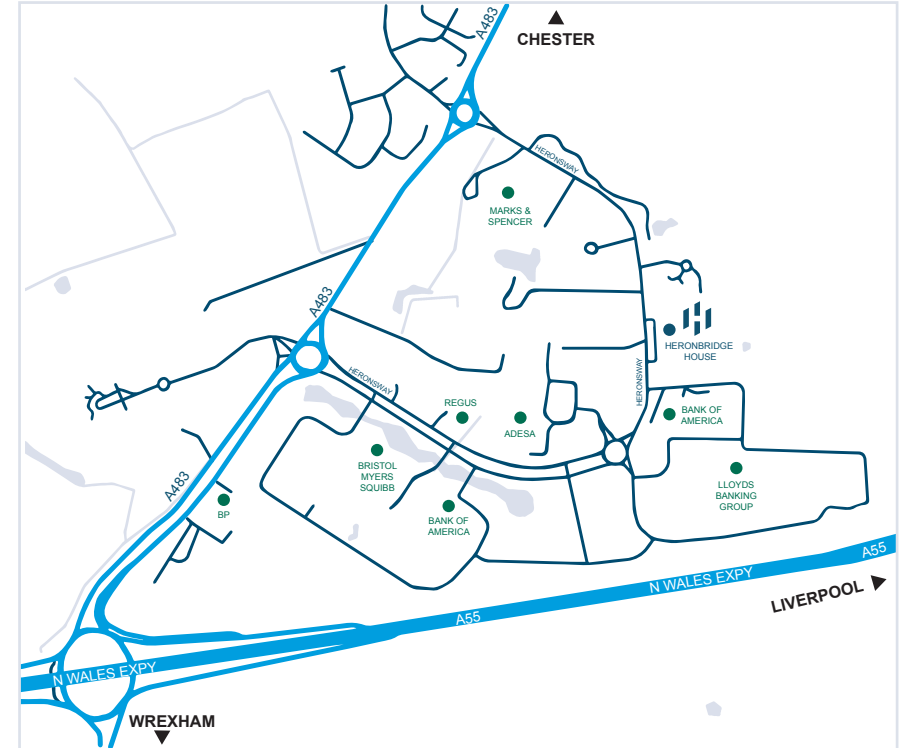 A483
CHESTER
HERONSWAY
MARKS &
SPENCER
A483
HERONBRIDGE
HOUSE
HERONSWAY
HERONSWAY
REGUS
ADESA
BANK OF
AMERICA
BRISTOL
MYERS
SQUIBB
A483
BP
BANK OF
AMERICA
LLOYDS
BANKING
GROUP
A55
N WALES EXPY
LIVERPOOL
A55
N WALES EXPY
WREXHAM